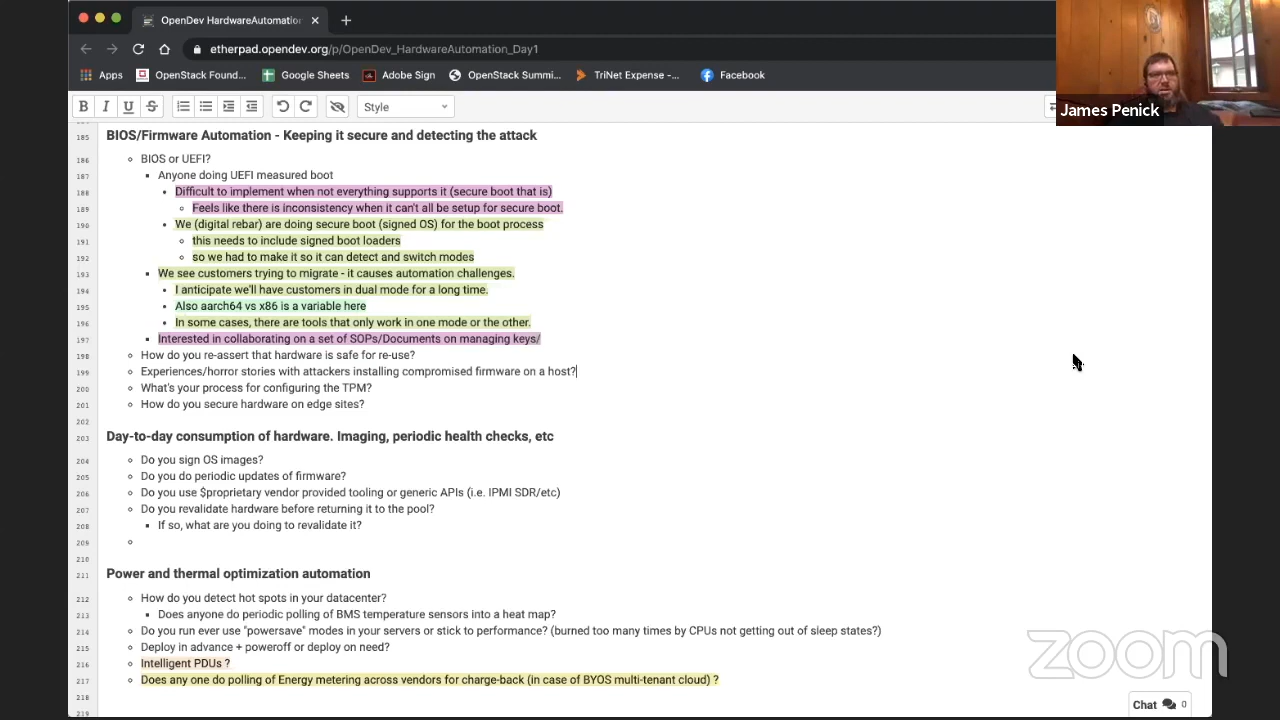 OpenDev HardwareAutomation
etherpad.opendev.org/p/OpenDev_HardwareAutomation_Day1
Apps
OpenStack Found...
Google Sheets
Adobe Sign
OpenStack Summi...
TriNet Expense -...
Facebook
B I U S
Style
James Penick
185 BIOS/Firmware Automation - Keeping it secure and detecting the attack
186 BIOS or UEFI?
187 Anyone doing UEFI measured boot
188 Difficult to implement when not everything supports it (secure boot that is)
189 Feels like there is inconsistency when it can't all be setup for secure boot.
190 We (digital rebar) are doing secure boot (signed OS) for the boot process
191 this needs to include signed boot loaders
192 so we had to make it so it can detect and switch modes
193 We see customers trying to migrate - it causes automation challenges.
194 I anticipate we'll have customers in dual mode for a long time.
195 Also aarch64 vs x86 is a variable here
196 In some cases, there are tools that only work in one mode or the other.
197 Interested in collaborating on a set of SOPs/Documents on managing keys/
198 How do you re-assert that hardware is safe for re-use?
199 Experiences/horror stories with attackers installing compromised firmware on a host?
200 What's your process for configuring the TPM?
201 How do you secure hardware on edge sites?
202
203 Day-to-day consumption of hardware. Imaging, periodic health checks, etc
204 Do you sign OS images?
205 Do you do periodic updates of firmware?
206 Do you use $proprietary vendor provided tooling or generic APIs (i.e. IPMI SDR/etc)
207 Do you revalidate hardware before returning it to the pool?
208 If so, what are you doing to revalidate it?
209
210
211 Power and thermal optimization automation
212 How do you detect hot spots in your datacenter?
213 Does anyone do periodic polling of BMS temperature sensors into a heat map?
214 Do you run ever use "powersave" modes in your servers or stick to performance? (burned too many times by CPUs not getting out of sleep states?)
215 Deploy in advance + poweroff or deploy on need?
216 Intelligent PDUs ?
217 Does any one do polling of Energy metering across vendors for charge-back (in case of BYOS multi-tenant cloud) ?
218
219
zoom
Chat 0